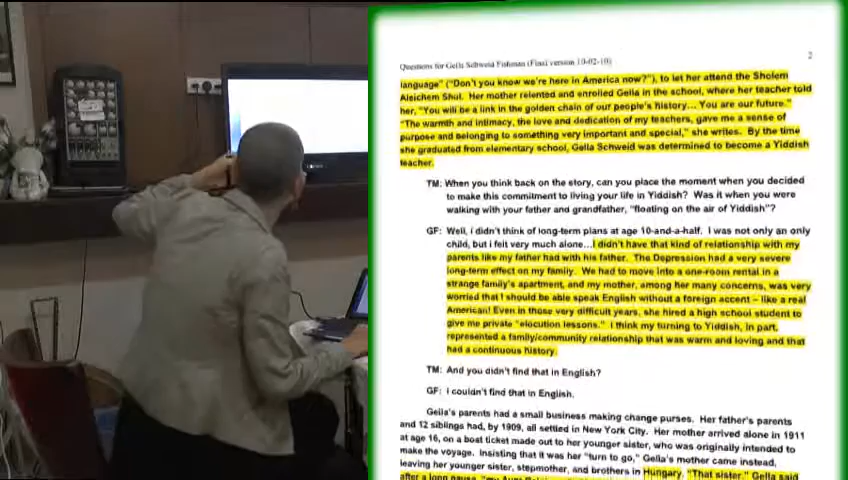 Questions for Gella Schweid Fishman (Final version 10-02-10)
2
language" ("Don't you know we're here in America now?"), to let her attend the Sholem
Aleichem Shul. Her mother relented and enrolled Gella in the school, where her teacher told
her, "You will be a link in the golden chain of our people's history... You are our future."
"The warmth and intimacy, the love and dedication of my teachers, gave me a sense of
purpose and belonging to something very important and special," she writes. By the time
she graduated from elementary school, Gella Schweid was determined to become a Yiddish
teacher.
TM: When you think back on the story, can you place the moment when you decided
to make this commitment to living your life in Yiddish? Was it when you were
walking with your father and grandfather, "floating on the air of Yiddish"?
GF: Well, I didn't think of long-term plans at age 10-and-a-half. I was not only an only
child, but I felt very much alone...I didn't have that kind of relationship with my
parents like my father had with his father. The Depression had a very severe
long-term effect on my family. We had to move into a one-room rental in a
strange family's apartment, and my mother, among her many concerns, was very
worried that I should be able speak English without a foreign accent – like a real
American! Even in those very difficult years, she hired a high school student to
give me private "elocution lessons." I think my turning to Yiddish, in part,
represented a family/community relationship that was warm and loving and that
had a continuous history.
TM: And you didn't find that in English?
GF: I couldn't find that in English.
Gella's parents had a small business making change purses. Her father's parents
and 12 siblings had, by 1909, all settled in New York City. Her mother arrived alone in 1911
at age 16, on a boat ticket made out to her younger sister, who was originally intended to
make the voyage. Insisting that it was her "turn to go," Gella's mother came instead,
leaving her younger sister, stepmother, and brothers in Hungary. "That sister," Gella said
after a long pause, "my Aunt